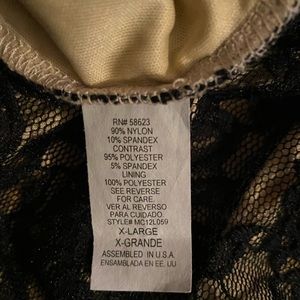 RN# 58623
90% NYLON
10% SPANDEX
CONTRAST
95% POLYESTER
5% SPANDEX
LINING
100% POLYESTER
SEE REVERSE
FOR CARE.
VER AL REVERSO
PARA CUIDADO.
STYLE# MC12L059
X-LARGE
X-GRANDE
ASSEMBLED IN U.S.A.
ENSAMBLADA EN EE. UU